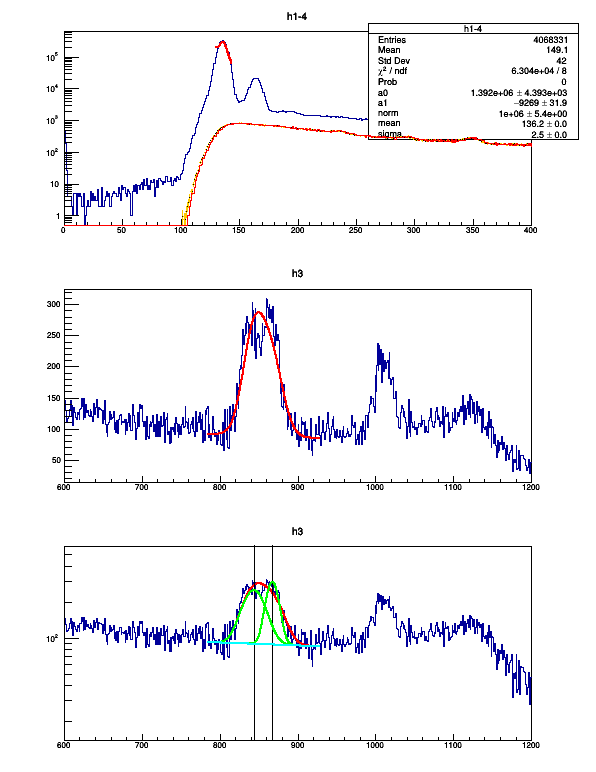 h1-4
h1-4
Entries 4068331
Mean 149.1
Std Dev 42
χ² / ndf 6.304e+04 / 8
Prob 0
a0 1.392e+06 ± 4.393e+03
a1 −9269 ± 31.9
norm 1e+06 ± 5.4e+00
mean 136.2 ± 0.0
sigma 2.5 ± 0.0
10⁵
10⁴
10³
10²
10
1
0 50 100 150 200 250 300 350 400
h3
300
250
200
150
100
50
600 700 800 900 1000 1100 1200
h3
10²
600 700 800 900 1000 1100 1200